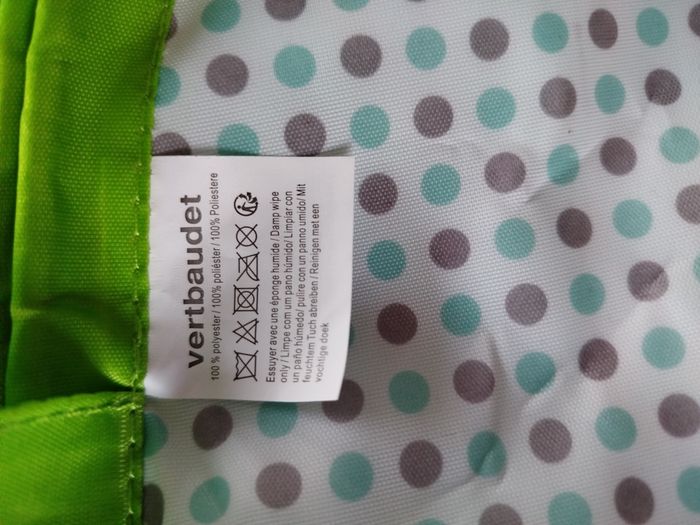 vertbaudet
100 % polyester / 100% poliéster / 100% Poliestere
Essuyer avec une éponge humide / Damp wipe
only / Limpe com um pano húmido/ Limpiar con
un paño húmedo/ pulire con un panno umido/ Mit
feuchtem Tuch abreiben / Reinigen met een
vochtige doek